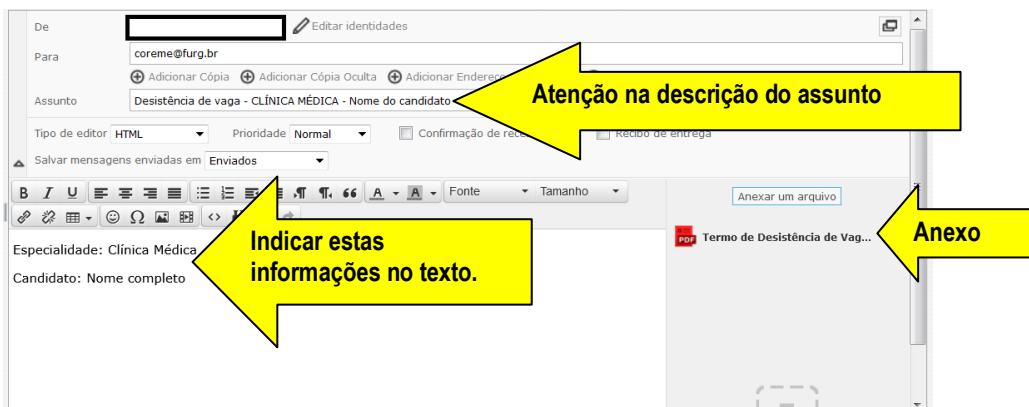 De
Editar identidades
Para
coreme@furg.br
Adicionar Cópia Adicionar Cópia Oculta Adicionar
Assunto
Desistência de vaga - CLÍNICA MÉDICA - Nome do candidato
Atenção na descrição do assunto
Tipo de editor HTML Prioridade Normal Confirmação de Recibo de entrega
Salvar mensagens enviadas em Enviados
B I U A A Fonte Tamanho
Anexar um arquivo
PDF Termo de Desistência de Vag...
Anexo
Especialidade: Clínica Médica
Candidato: Nome completo
Indicar estas
informações no texto.